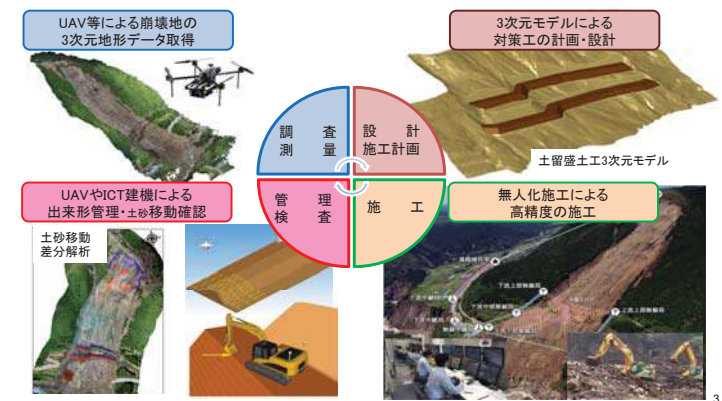 UAV等による崩壊地の
3次元地形データ取得
3次元モデルによる
対策工の計画・設計
調　査
測　量
設　計
施工計画
土留盛土工3次元モデル
UAVやICT建機による
出来形管理・土砂移動確認
管　理
検　査
施　工
無人化施工による
高精度の施工
土砂移動
差分解析
3